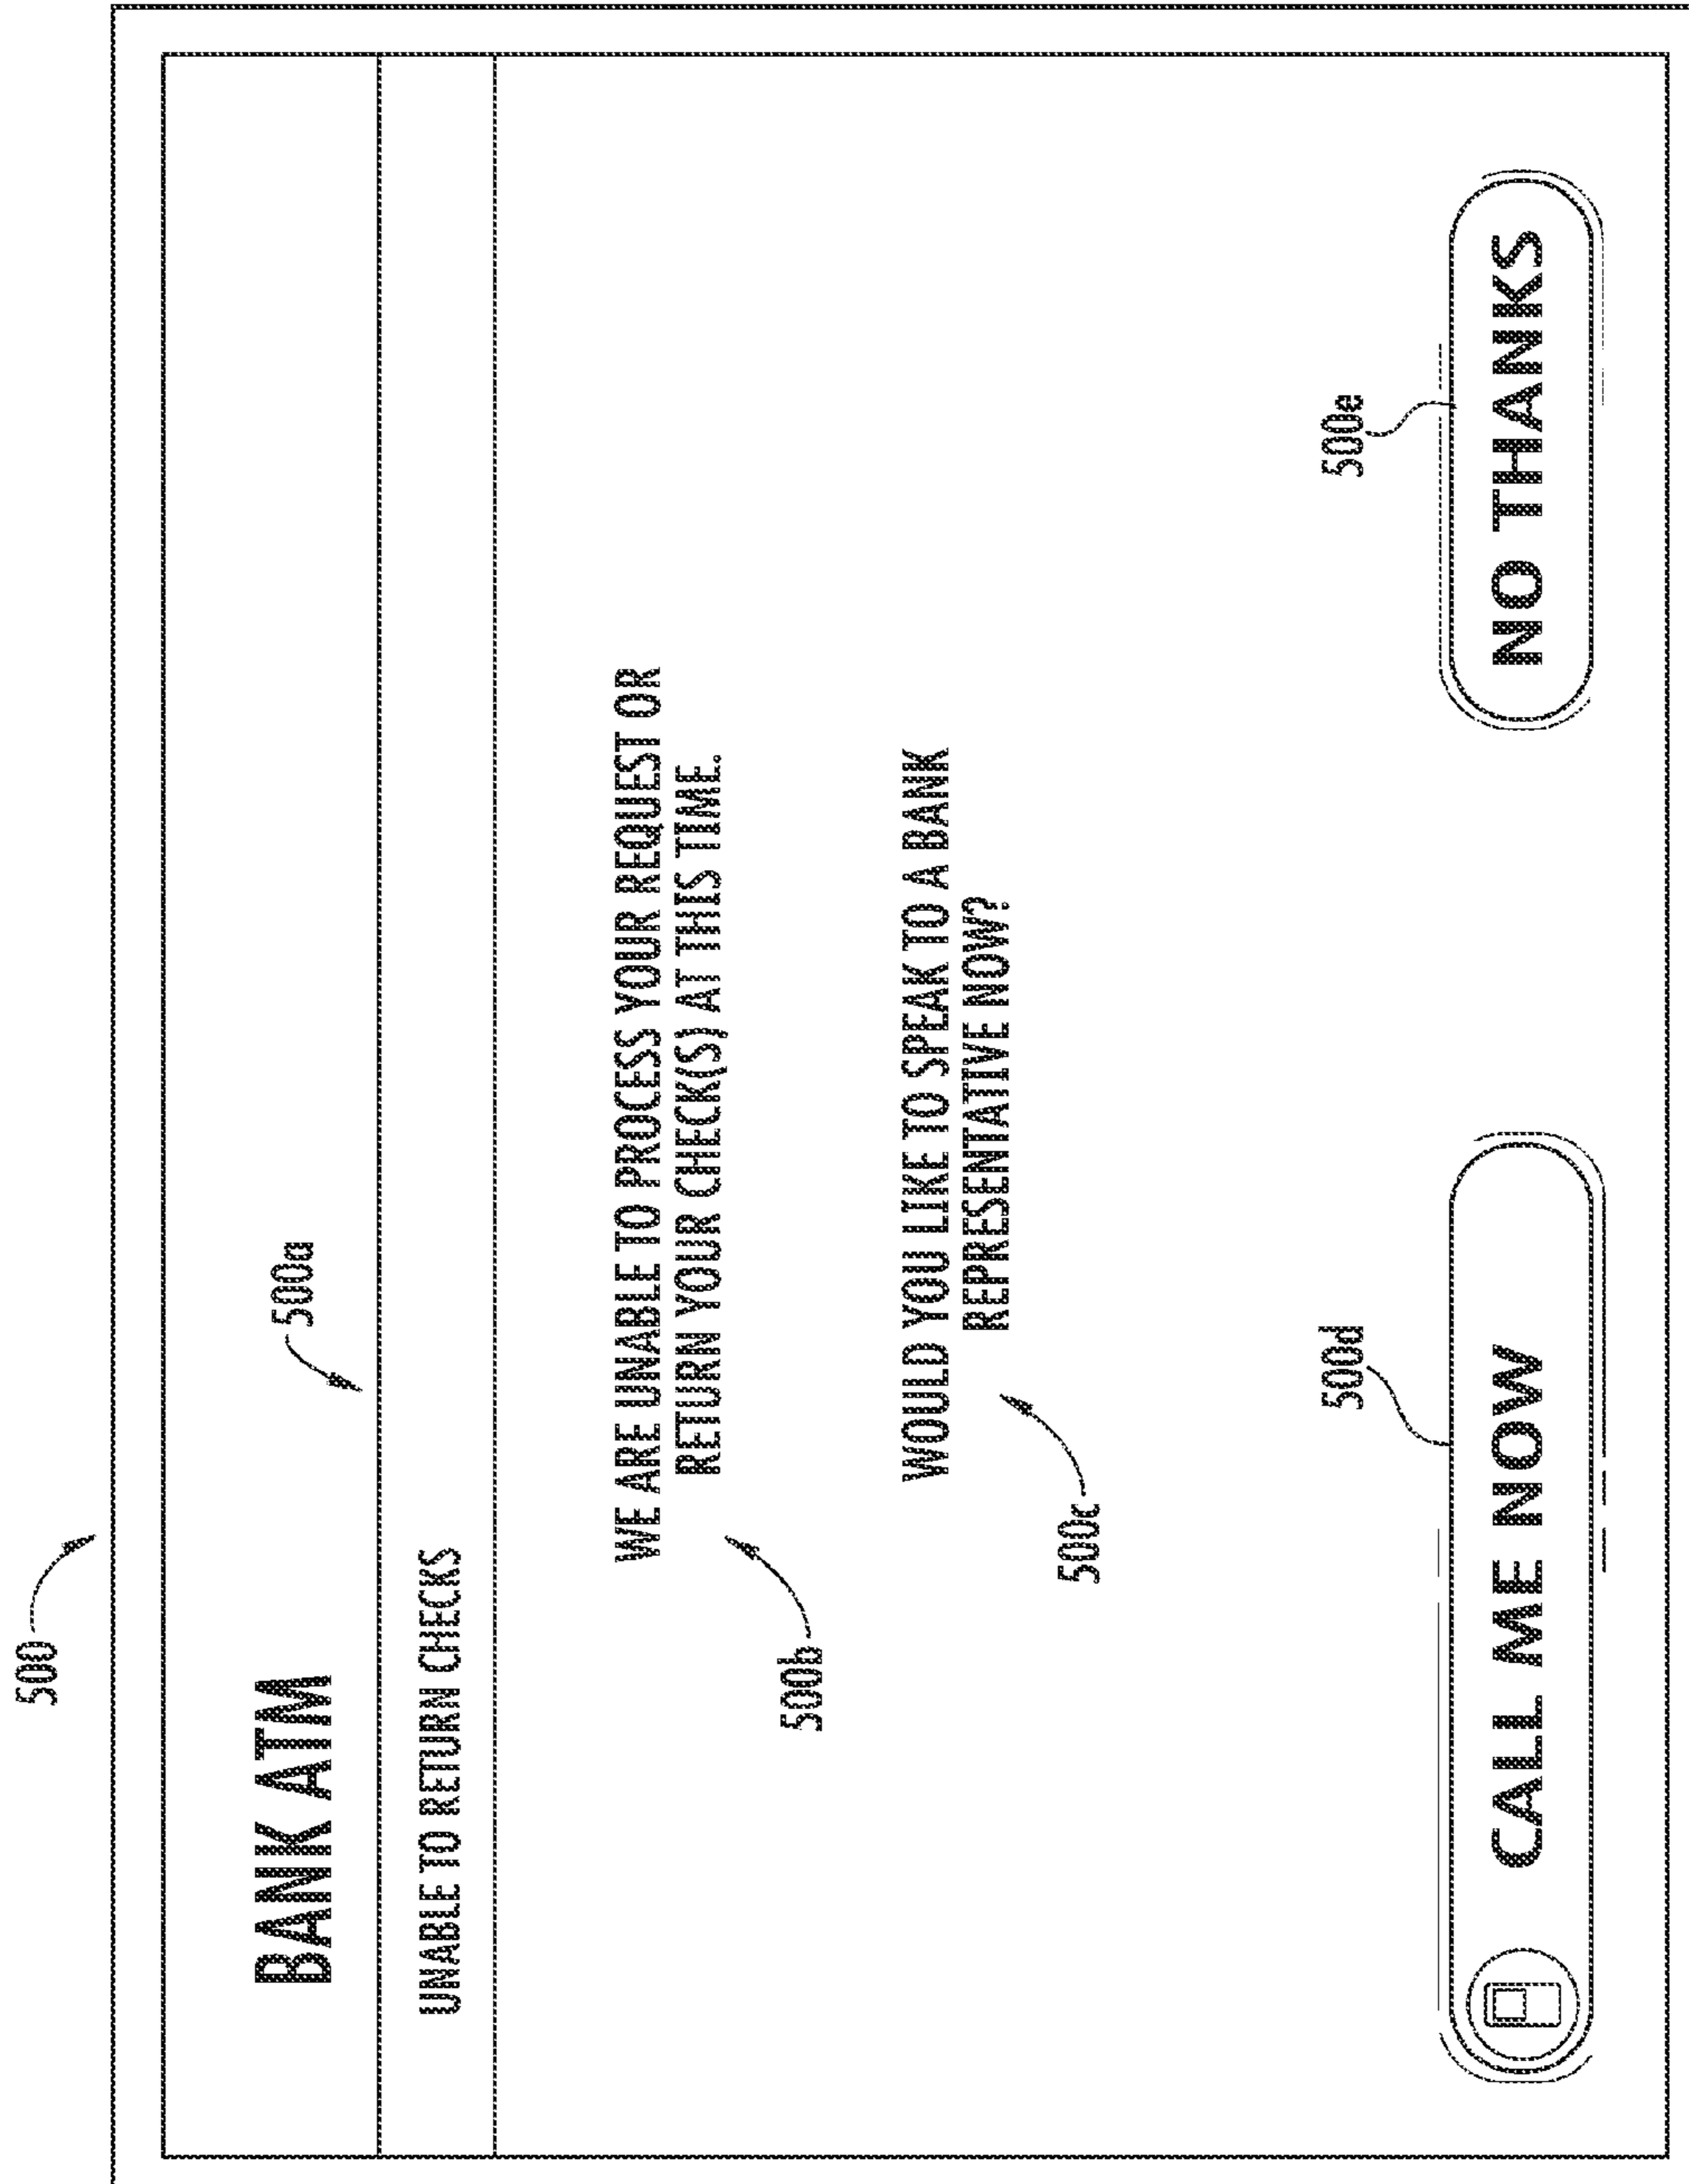 500
BANK ATM
500a
UNABLE TO RETURN CHECKS
WE ARE UNABLE TO PROCESS YOUR REQUEST OR
RETURN YOUR CHECK(S) AT THIS TIME.
500b
WOULD YOU LIKE TO SPEAK TO A BANK
REPRESENTATIVE NOW?
500c
500d
500e
CALL ME NOW
NO THANKS